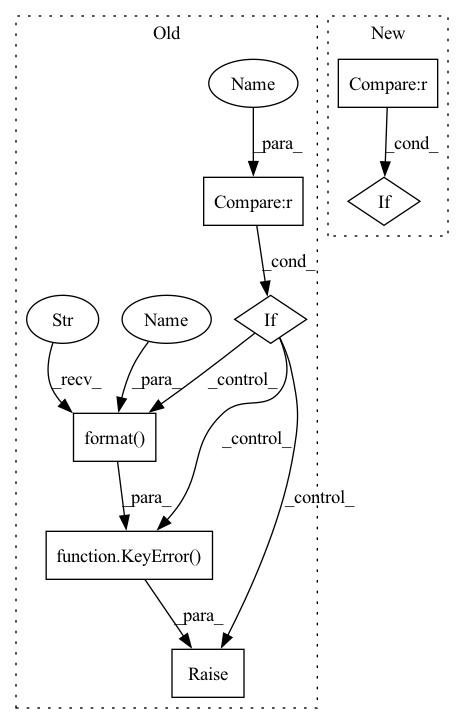 Old
New
Name
Compare:r
_para_
_cond_
Compare:r
If
_cond_
Str
Name
If
_recv_
_para_
_control_
format()
_control_
_para_
_control_
function.KeyError()
_para_
Raise